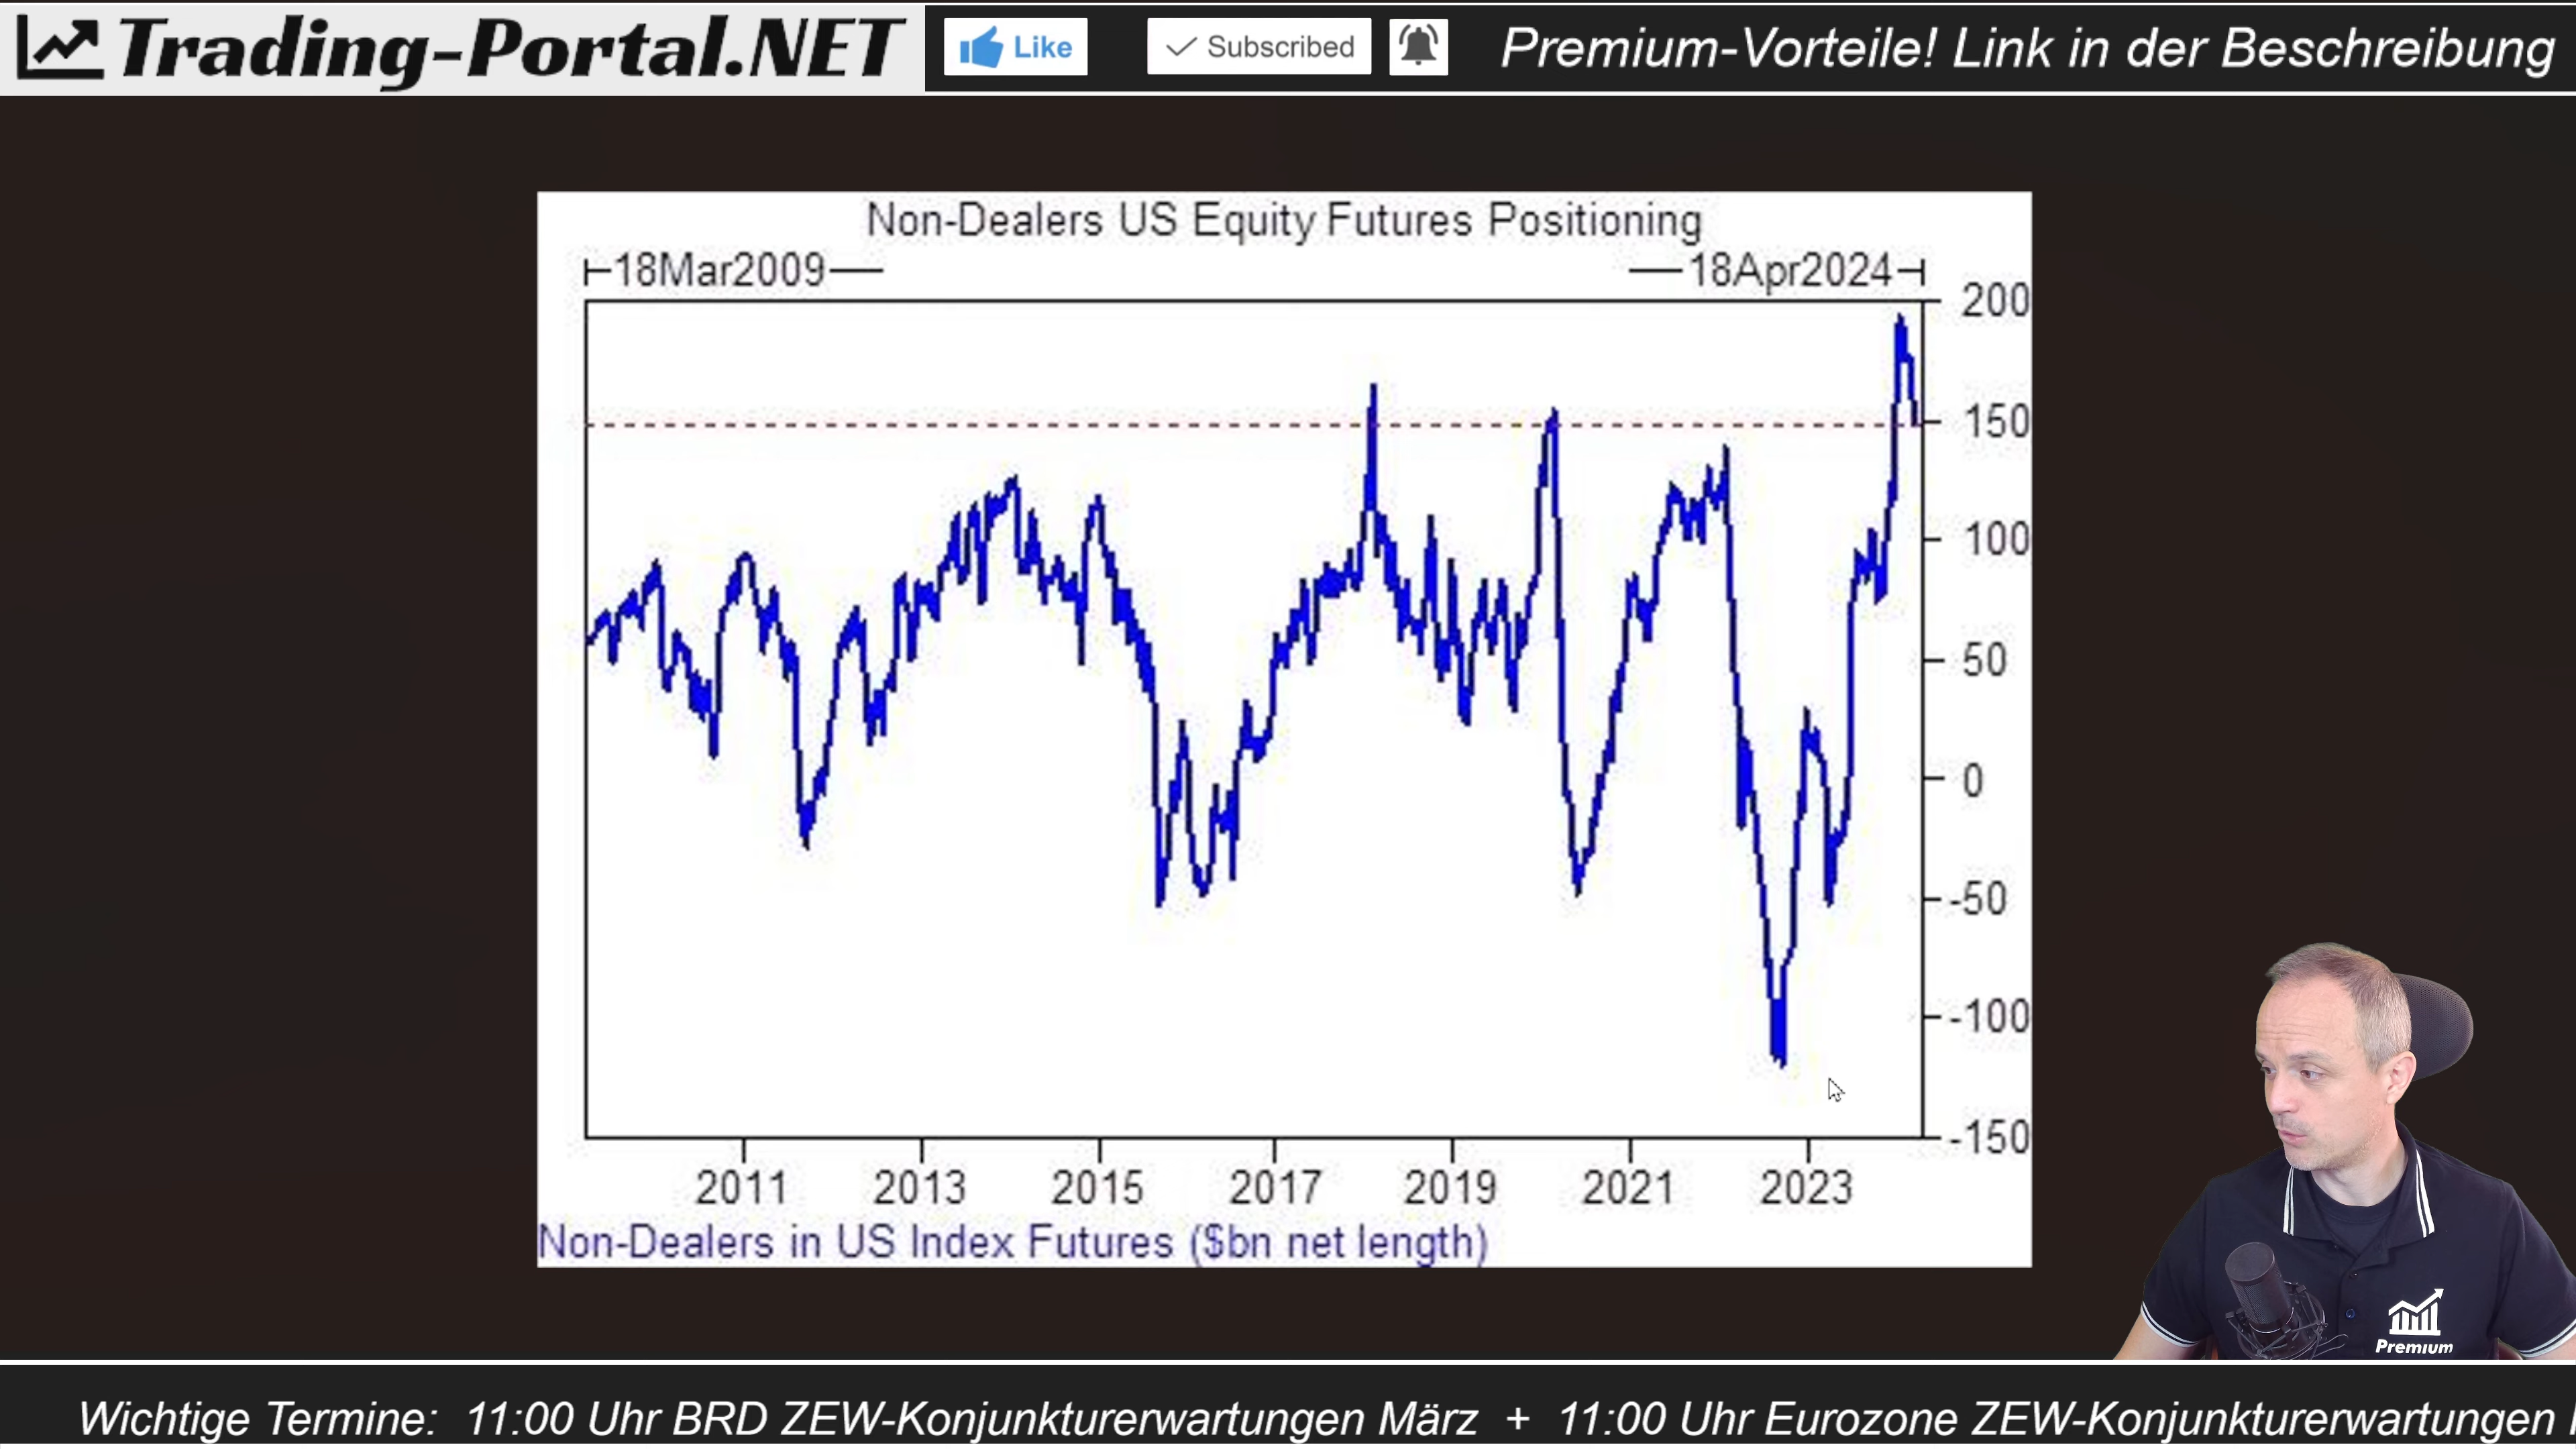 Trading-Portal.NET
Like
Subscribed
Premium-Vorteile! Link in der Beschreibung
Non-Dealers US Equity Futures Positioning
18Mar2009
18Apr2024
200
150
100
50
0
-50
-100
-150
2011 2013 2015 2017 2019 2021 2023
Non-Dealers in US Index Futures ($bn net length)
Premium
Wichtige Termine: 11:00 Uhr BRD ZEW-Konjunkturerwartungen März + 11:00 Uhr Eurozone ZEW-Konjunkturerwartungen